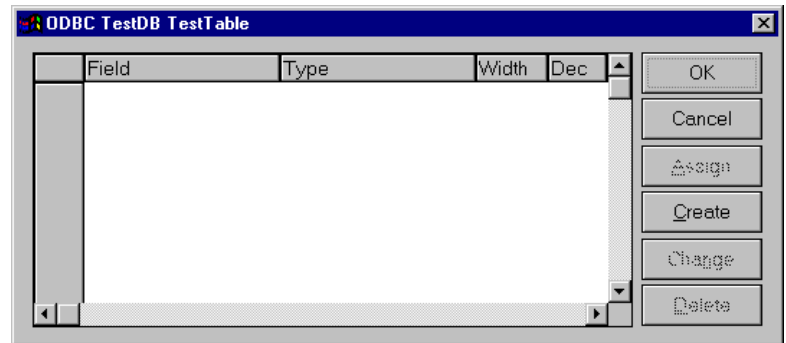 ODBC TestDB TestTable
Field Type Width Dec
OK
Cancel
Assign
Create
Change
Delete